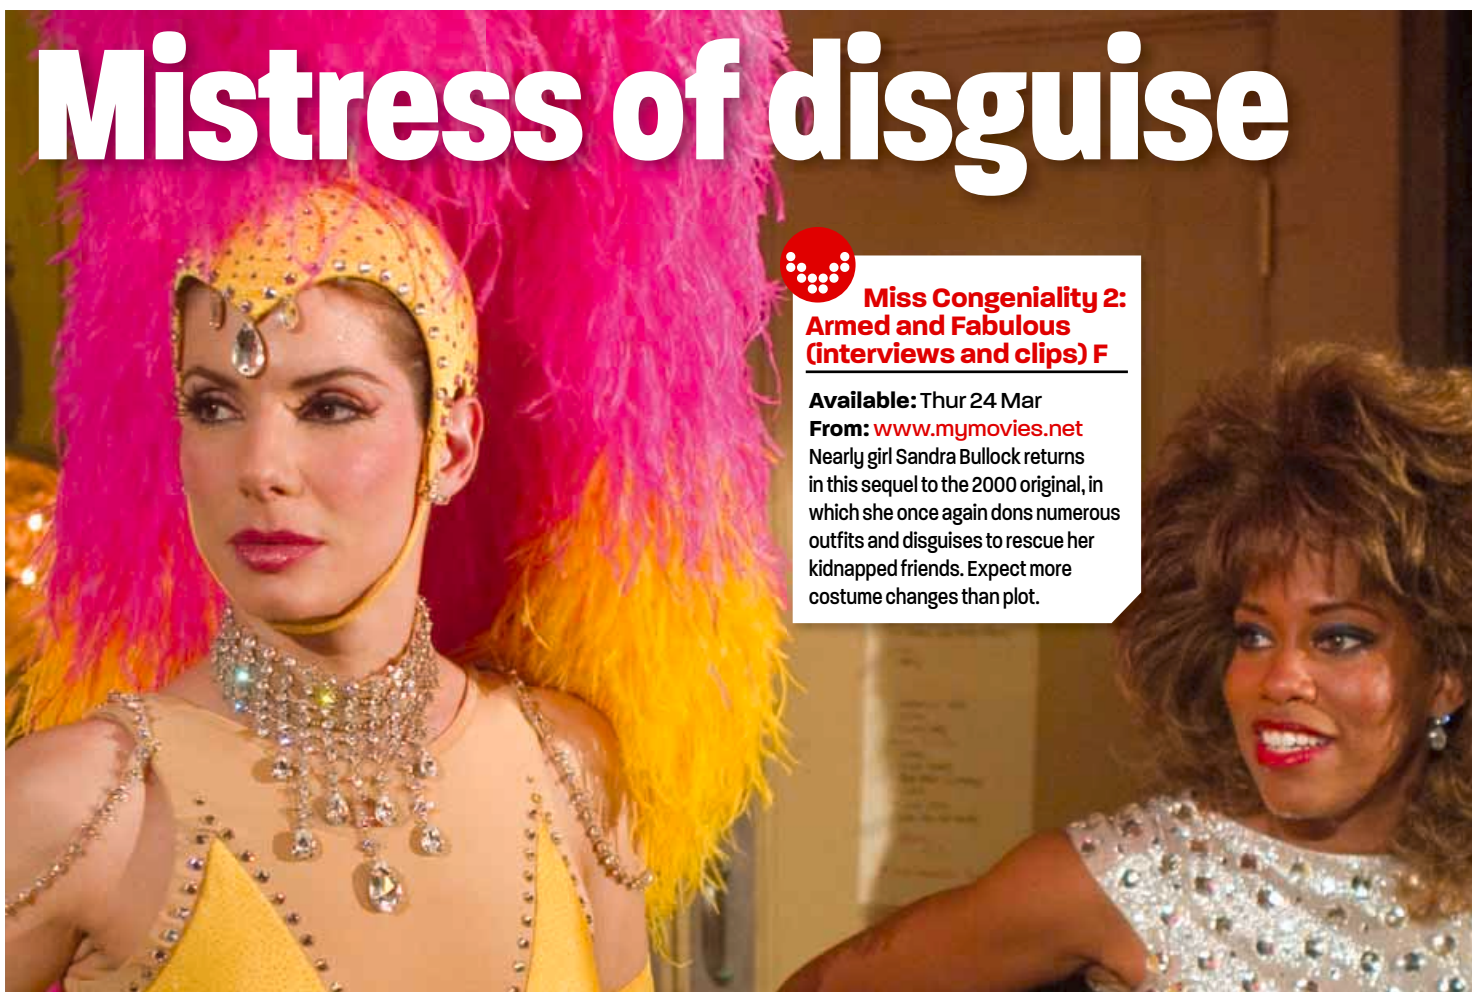 Mistress of disguise
Miss Congeniality 2:
Armed and Fabulous
(interviews and clips) F
Available: Thur 24 Mar
From: www.mymovies.net
Nearly girl Sandra Bullock returns
in this sequel to the 2000 original, in
which she once again dons numerous
outfits and disguises to rescue her
kidnapped friends. Expect more
costume changes than plot.